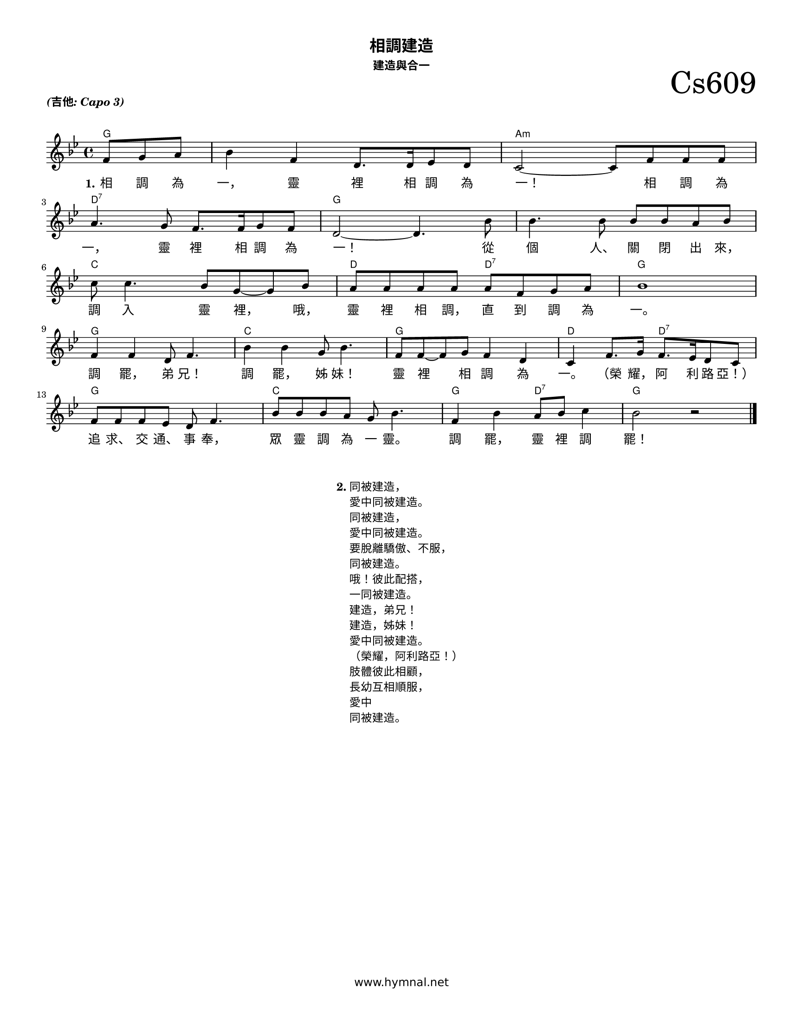 相調建造
建造與合一
Cs609
(吉他: Capo 3)
G Am
1. 相 調 為 一， 靈 裡 相 調 為 一！ 相 調 為
3 D7 G
一， 靈 裡 相 調 為 一！ 從 個 人、 關 閉 出 來，
6 C D D7 G
調 入 靈 裡， 哦， 靈 裡 相 調， 直 到 調 為 一。
9 G C G D D7
調 罷， 弟 兄！ 調 罷， 姊 妹！ 靈 裡 相 調 為 一。 （榮 耀， 阿 利 路 亞！）
13 G C G D7 G
追 求、 交 通、 事 奉， 眾 靈 調 為 一 靈。 調 罷， 靈 裡 調 罷！
2. 同被建造，
愛中同被建造。
同被建造，
愛中同被建造。
要脫離驕傲、不服，
同被建造。
哦！彼此配搭，
一同被建造。
建造，弟兄！
建造，姊妹！
愛中同被建造。
（榮耀，阿利路亞！）
肢體彼此相顧，
長幼互相順服，
愛中
同被建造。
www.hymnal.net